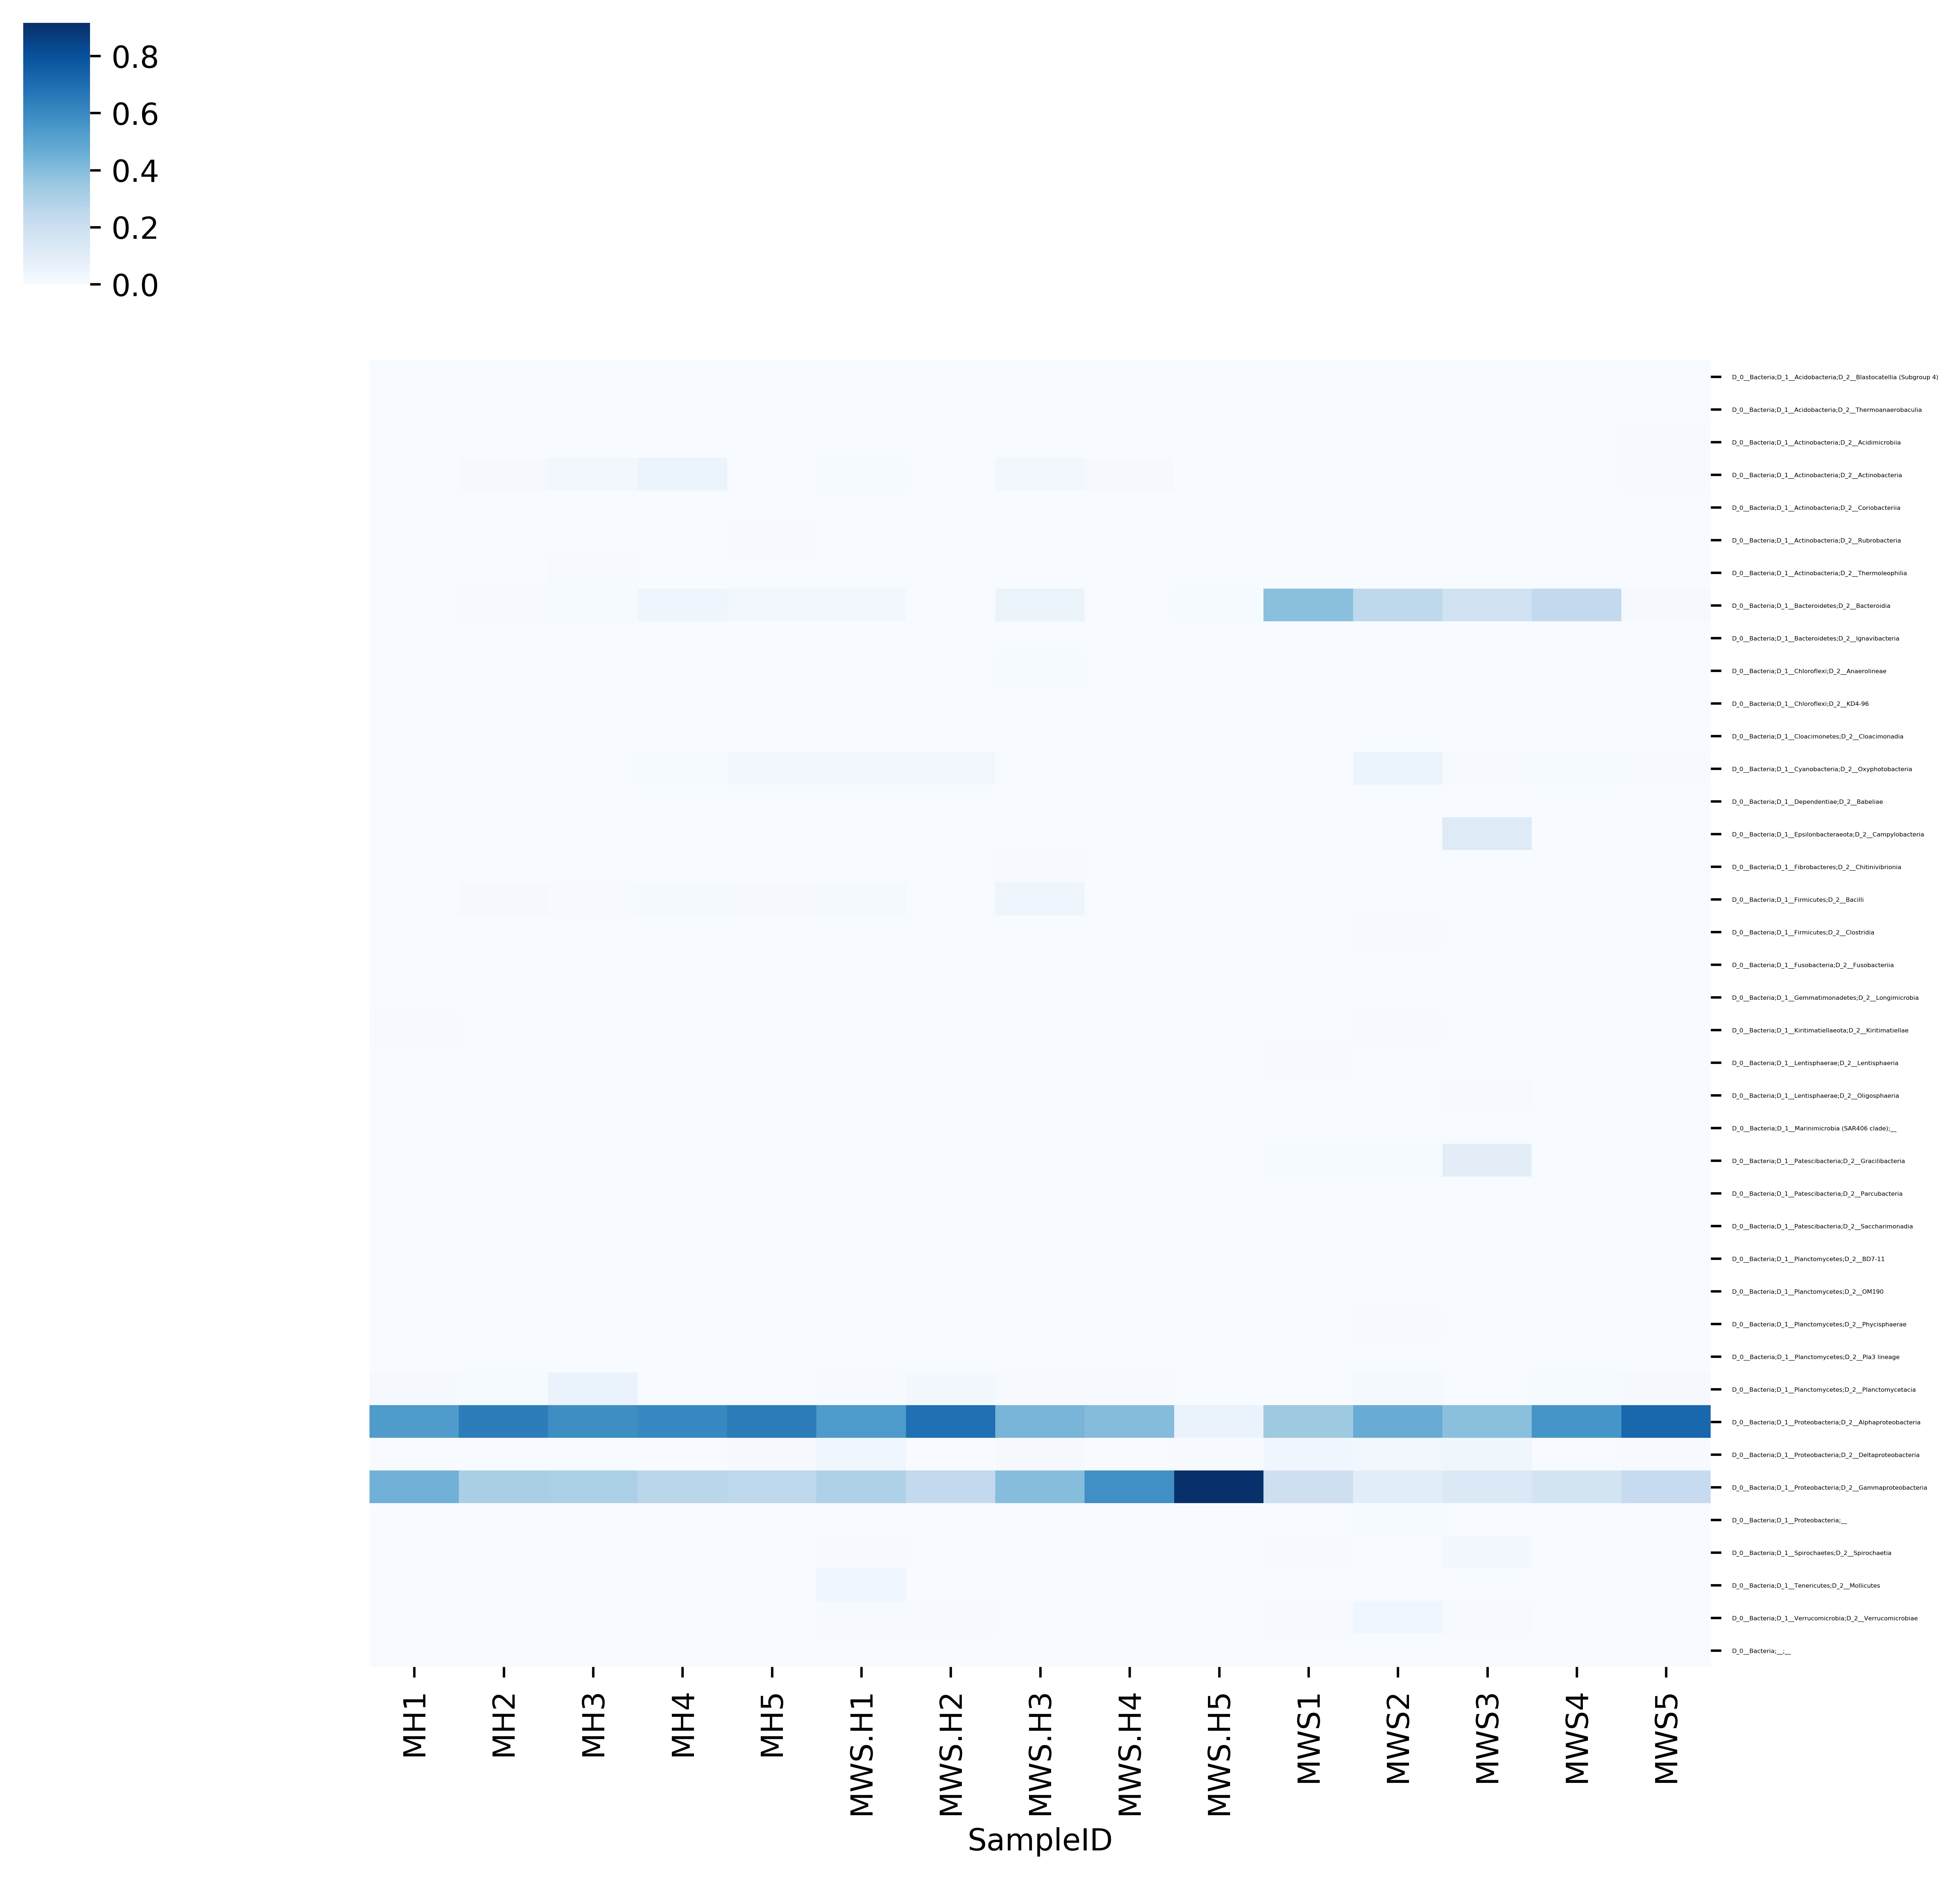 0.8
0.6
0.4
0.2
0.0
D_0__Bacteria;D_1__Acidobacteria;D_2__Blastocatellia (Subgroup 4)
D_0__Bacteria;D_1__Acidobacteria;D_2__Thermoanaerobaculia
D_0__Bacteria;D_1__Actinobacteria;D_2__Acidimicrobiia
D_0__Bacteria;D_1__Actinobacteria;D_2__Actinobacteria
D_0__Bacteria;D_1__Actinobacteria;D_2__Coriobacteriia
D_0__Bacteria;D_1__Actinobacteria;D_2__Rubrobacteria
D_0__Bacteria;D_1__Actinobacteria;D_2__Thermoleophilia
D_0__Bacteria;D_1__Bacteroidetes;D_2__Bacteroidia
D_0__Bacteria;D_1__Bacteroidetes;D_2__Ignavibacteria
D_0__Bacteria;D_1__Chloroflexi;D_2__Anaerolineae
D_0__Bacteria;D_1__Chloroflexi;D_2__KD4-96
D_0__Bacteria;D_1__Cloacimonetes;D_2__Cloacimonadia
D_0__Bacteria;D_1__Cyanobacteria;D_2__Oxyphotobacteria
D_0__Bacteria;D_1__Dependentiae;D_2__Babeliae
D_0__Bacteria;D_1__Epsilonbacteraeota;D_2__Campylobacteria
D_0__Bacteria;D_1__Fibrobacteres;D_2__Chitinivibrionia
D_0__Bacteria;D_1__Firmicutes;D_2__Bacilli
D_0__Bacteria;D_1__Firmicutes;D_2__Clostridia
D_0__Bacteria;D_1__Fusobacteria;D_2__Fusobacteriia
D_0__Bacteria;D_1__Gemmatimonadetes;D_2__Longimicrobia
D_0__Bacteria;D_1__Kiritimatiellaeota;D_2__Kiritimatiellae
D_0__Bacteria;D_1__Lentisphaerae;D_2__Lentisphaeria
D_0__Bacteria;D_1__Lentisphaerae;D_2__Oligosphaeria
D_0__Bacteria;D_1__Marinimicrobia (SAR406 clade);__
D_0__Bacteria;D_1__Patescibacteria;D_2__Gracilibacteria
D_0__Bacteria;D_1__Patescibacteria;D_2__Parcubacteria
D_0__Bacteria;D_1__Patescibacteria;D_2__Saccharimonadia
D_0__Bacteria;D_1__Planctomycetes;D_2__BD7-11
D_0__Bacteria;D_1__Planctomycetes;D_2__OM190
D_0__Bacteria;D_1__Planctomycetes;D_2__Phycisphaerae
D_0__Bacteria;D_1__Planctomycetes;D_2__Pla3 lineage
D_0__Bacteria;D_1__Planctomycetes;D_2__Planctomycetacia
D_0__Bacteria;D_1__Proteobacteria;D_2__Alphaproteobacteria
D_0__Bacteria;D_1__Proteobacteria;D_2__Deltaproteobacteria
D_0__Bacteria;D_1__Proteobacteria;D_2__Gammaproteobacteria
D_0__Bacteria;D_1__Proteobacteria;__
D_0__Bacteria;D_1__Spirochaetes;D_2__Spirochaetia
D_0__Bacteria;D_1__Tenericutes;D_2__Mollicutes
D_0__Bacteria;D_1__Verrucomicrobia;D_2__Verrucomicrobiae
D_0__Bacteria;__;__
MH1
MH2
MH3
MH4
MH5
MWS.H1
MWS.H2
MWS.H3
MWS.H4
MWS.H5
MWS1
MWS2
MWS3
MWS4
MWS5
SampleID